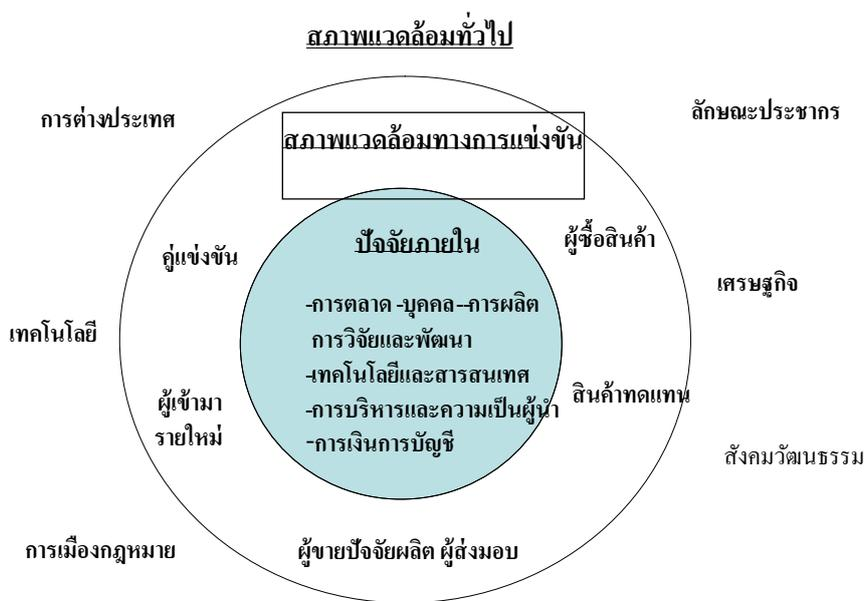 สภาพแวดล้อมทั่วไป
การต่างประเทศ
ลักษณะประชากร
สภาพแวดล้อมทางการแข่งขัน
ปัจจัยภายใน
ผู้ซื้อสินค้า
คู่แข่งขัน
เศรษฐกิจ
-การตลาด -บุคคล--การผลิต
การวิจัยและพัฒนา
-เทคโนโลยีและสารสนเทศ
-การบริหารและความเป็นผู้นำ
-การเงินการบัญชี
เทคโนโลยี
ผู้เข้ามา
รายใหม่
สินค้าทดแทน
สังคมวัฒนธรรม
การเมืองกฎหมาย
ผู้ขายปัจจัยผลิต ผู้ส่งมอบ